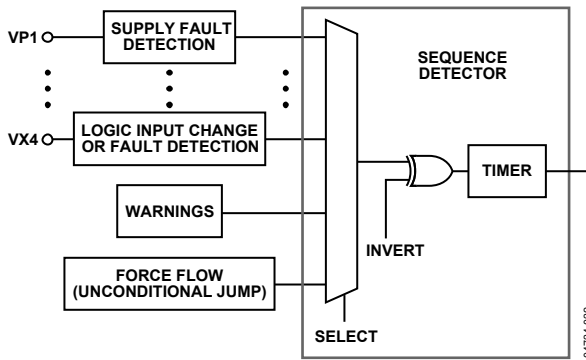 VP1
SUPPLY FAULT
DETECTION
SEQUENCE
DETECTOR
VX4
LOGIC INPUT CHANGE
OR FAULT DETECTION
TIMER
WARNINGS
INVERT
FORCE FLOW
(UNCONDITIONAL JUMP)
SELECT